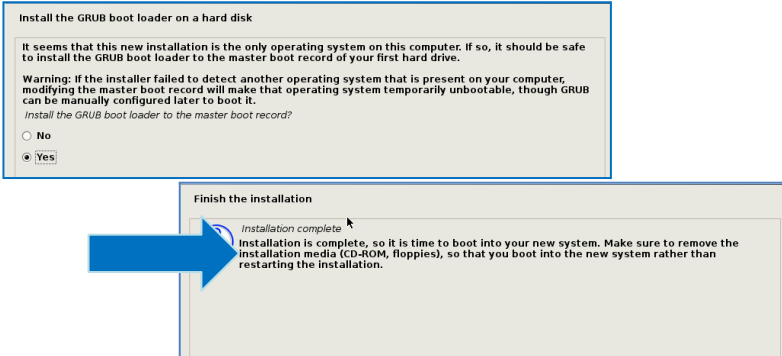 Install the GRUB boot loader on a hard disk
It seems that this new installation is the only operating system on this computer. If so, it should be safe
to install the GRUB boot loader to the master boot record of your first hard drive.
Warning: If the installer failed to detect another operating system that is present on your computer,
modifying the master boot record will make that operating system temporarily unbootable, though GRUB
can be manually configured later to boot it.
Install the GRUB boot loader to the master boot record?
No
Yes
Finish the installation
Installation complete
Installation is complete, so it is time to boot into your new system. Make sure to remove the
installation media (CD-ROM, floppies), so that you boot into the new system rather than
restarting the installation.